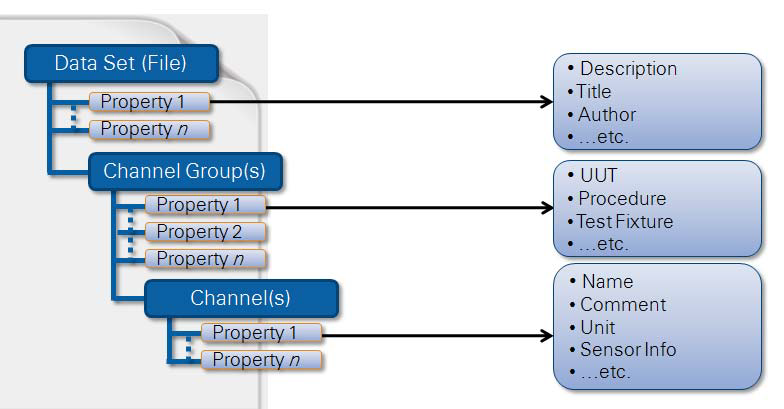 Data Set (File)
Property 1
Property n
Channel Group(s)
Property 1
Property 2
Property n
Channel(s)
Property 1
Property n
• Description
• Title
• Author
• ...etc.
• UUT
• Procedure
• Test Fixture
• ...etc.
• Name
• Comment
• Unit
• Sensor Info
• ...etc.